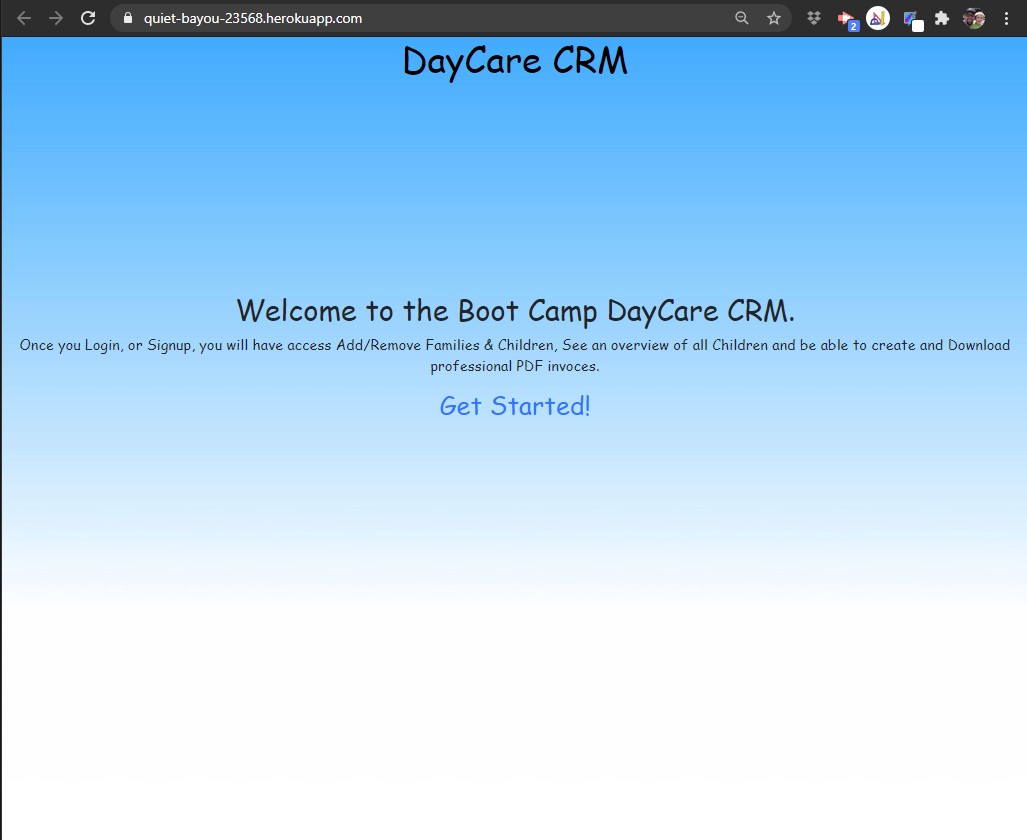 quiet-bayou-23568.herokuapp.com
2
DayCare CRM
Welcome to the Boot Camp DayCare CRM.
Once you Login, or Signup, you will have access Add/Remove Families & Children, See an overview of all Children and be able to create and Download
professional PDF invoces.
Get Started!